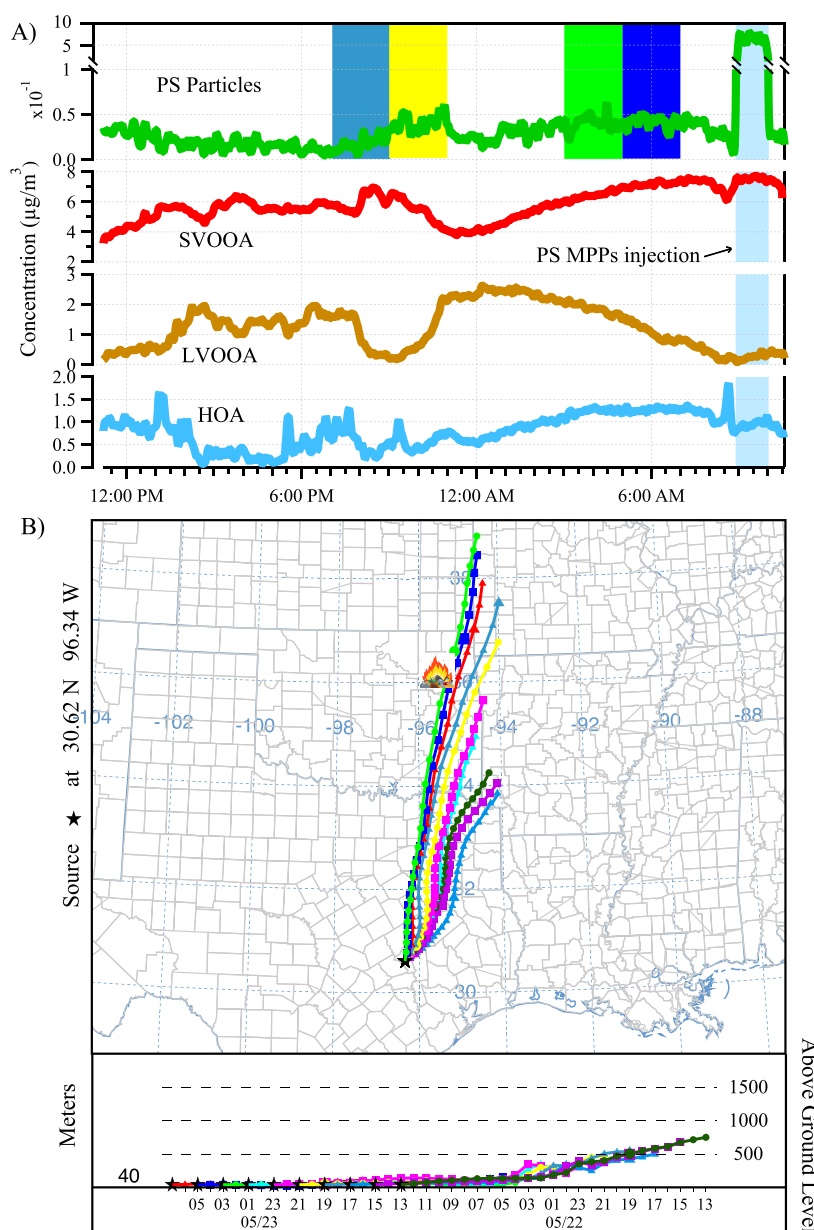 A)
10
5
1
x10⁻¹
0.5
0.0
PS Particles
Concentration (µg/m³)
8
6
4
2
SVOOA
PS MPPs injection
3
2
1
0
LVOOA
2.0
1.5
1.0
0.5
0.0
HOA
12:00 PM 6:00 PM 12:00 AM 6:00 AM
B)
Source ★ at 30.62 N 96.34 W
-104 -102 -100 -98 -96 -94 -92 -90 -88
30
Meters
Above Ground Level
1500
1000
500
40
05 03 01 23 21 19 17 15 13 11 09 07 05 03 01 23 21 19 17 15 13
05/23 05/22